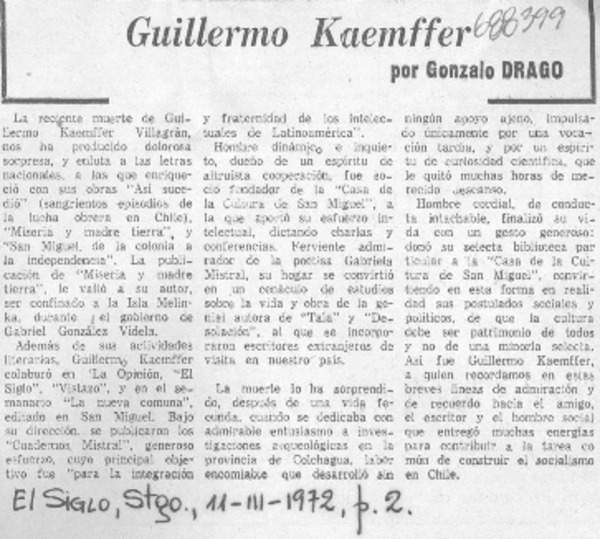 Guillermo Kaemffer
688399
por Gonzalo DRAGO
La reciente muerte de Gui-
llermo Kaemffer Villagrán,
nos ha producido dolorosa
sorpresa, y enluta a las letras
nacionales, a las que enrique-
ció con sus obras "Así suce-
dió" (sangrientos episodios de
la lucha obrera en Chile),
"Miseria y madre tierra", y
"San Miguel, de la colonia a
la independencia". La publi-
cación de "Miseria y madre
tierra", le valió a su autor,
ser confinado a la Isla Melin-
ka, durante el gobierno de
Gabriel González Videla.
Además de sus actividades
literarias, Guillermo Kaemffer
colaboró en "La Opinión, "El
Siglo", "Vistazo", y en el se-
manario "La nueva comuna",
editado en San Miguel. Bajo
su dirección, se publicaron los
"Cuadernos Mistral", generoso
esfuerzo, cuyo principal obje-
tivo fue "para la integración
y fraternidad de los intelec-
tuales de Latinoamérica".
Hombre dinámico e inquie-
to, dueño de un espíritu de
altruista cooperación, fue so-
cio fundador de la "Casa de
la Cultura de San Miguel", a
la que aportó su esfuerzo in-
telectual, dictando charlas y
conferencias. Ferviente admi-
rador de la poetisa Gabriela
Mistral, su hogar se convirtió
en un cenáculo de estudios
sobre la vida y obra de la ge-
nial autora de "Tala" y "De-
solación", al que se incorpo-
raron escritores extranjeros de
visita en nuestro país.
La muerte lo ha sorprendi-
do, después de una vida fe-
cunda, cuando se dedicaba con
admirable entusiasmo a inves-
tigaciones arqueológicas en la
provincia de Colchagua, labor
encomiable que desarrolló sin
ningún apoyo ajeno, impulsa-
do únicamente por una voca-
ción tardía, y por un espíri-
tu de curiosidad científica, que
le quitó muchas horas de me-
recido descanso.
Hombre cordial, de conduc-
ta intachable, finalizó su vi-
da con un gesto generoso:
donó su selecta biblioteca par
ticular a la "Casa de la Cul-
tura de San Miguel", convir-
tiendo en esta forma en reali-
dad sus postulados sociales y
políticos, de que la cultura
debe ser patrimonio de todos
y no de una minoría selecta.
Así fue Guillermo Kaemffer,
a quien recordamos en estas
breves líneas de admiración y
de recuerdo hacia el amigo,
el escritor y el hombre social
que entregó muchas energías
para contribuir a la tarea co
mún de construir el socialismo
en Chile.
El Siglo, Stgo., 11-III-1972, p. 2.